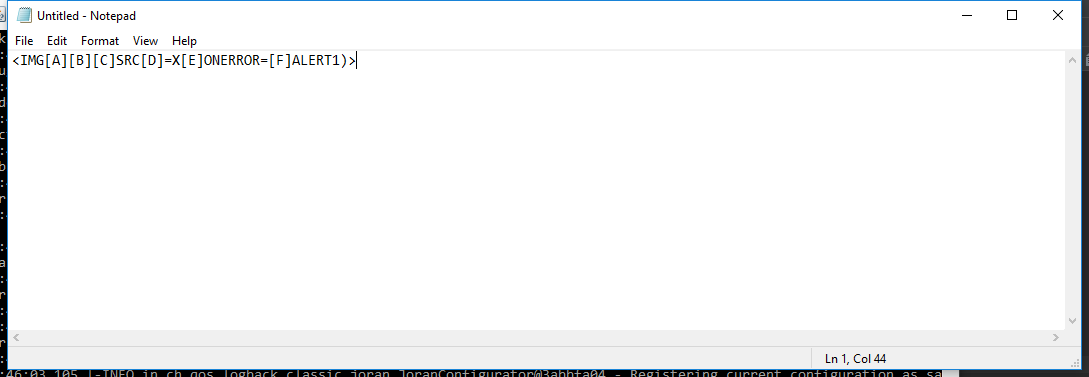 Untitled - Notepad
File Edit Format View Help
<IMG[A][B][C]SRC[D]=X[E]ONERROR=[F]ALERT1)>
Ln 1, Col 44
:46:03,105 |-INFO in ch.qos.logback.classic.joran.JoranConfigurator@3abbfa04 - Registering current configuration as sa